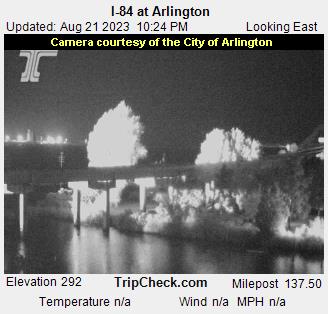 I-84 at Arlington
Updated: Aug 21 2023 10:24 PM Looking East
Camera courtesy of the City of Arlington
Elevation 292 TripCheck.com Milepost 137.50
Temperature n/a Wind n/a MPH n/a